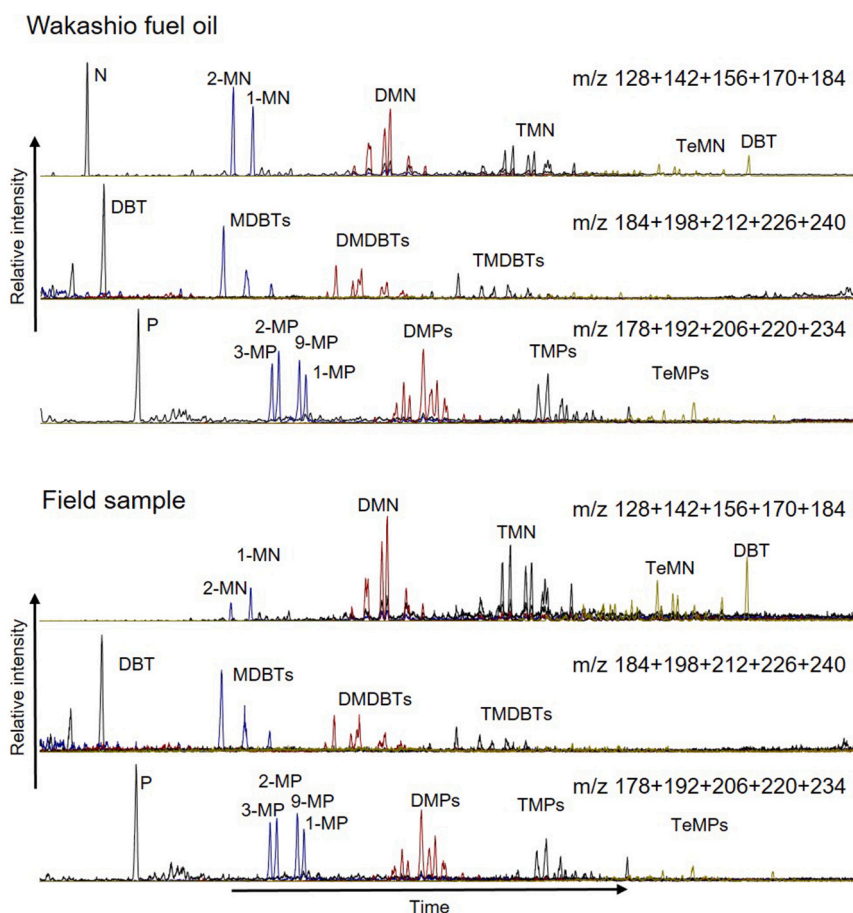 Wakashio fuel oil
N
2-MN
1-MN
DMN
TMN
TeMN
DBT
m/z 128+142+156+170+184
DBT
MDBTs
DMDBTs
TMDBTs
m/z 184+198+212+226+240
P
3-MP
2-MP
9-MP
1-MP
DMPs
TMPs
TeMPs
m/z 178+192+206+220+234
Relative intensity
Field sample
2-MN
1-MN
DMN
TMN
TeMN
DBT
m/z 128+142+156+170+184
DBT
MDBTs
DMDBTs
TMDBTs
m/z 184+198+212+226+240
P
3-MP
2-MP
9-MP
1-MP
DMPs
TMPs
TeMPs
m/z 178+192+206+220+234
Relative intensity
Time